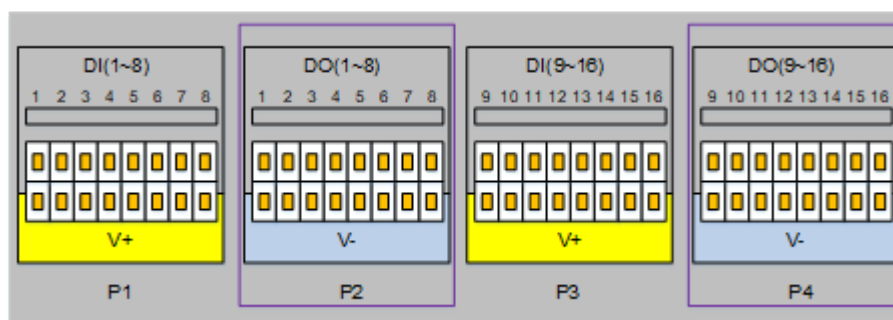 DI(1~8) DO(1~8) DI(9~16) DO(9~16)
1 2 3 4 5 6 7 8 1 2 3 4 5 6 7 8 9 10 11 12 13 14 15 16 9 10 11 12 13 14 15 16
V+ V- V+ V-
P1 P2 P3 P4